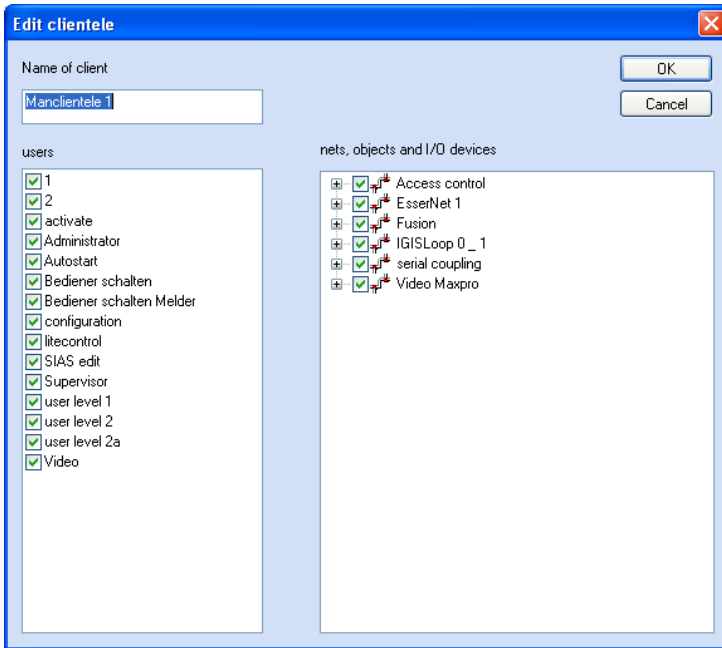 Edit clientele
Name of client
OK
Manclientele 1
Cancel
users
nets, objects and I/O devices
1
2
activate
Administrator
Autostart
Bediener schalten
Bediener schalten Melder
configuration
litecontrol
SIAS edit
Supervisor
user level 1
user level 2
user level 2a
Video
Access control
EsserNet 1
Fusion
IGISLoop 0 _ 1
serial coupling
Video Maxpro